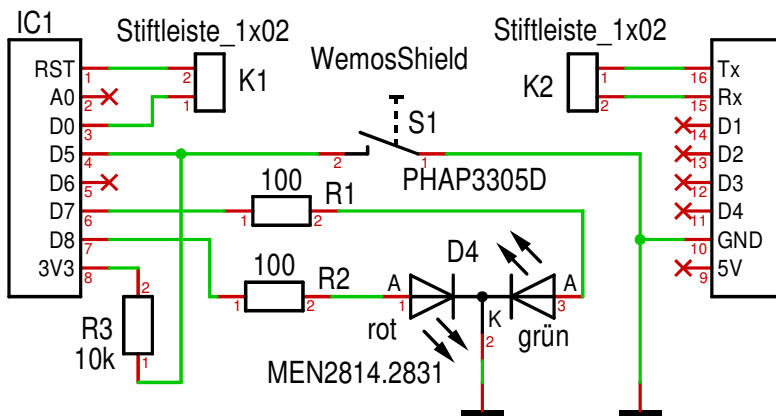 IC1
Stiftleiste_1x02
WemosShield
Stiftleiste_1x02
RST 1 2 K1 K2 1 16 Tx
A0 2 1 2 15 Rx
D0 3 S1 14 D1
D5 4 2 1 13 D2
D6 5 100 PHAP3305D 12 D3
D7 6 1 2 R1 11 D4
D8 7 100 D4 10 GND
3V3 8 1 2 R2 A 1 A 3 9 5V
2 R3 10k 1
rot K 2 grün
MEN2814.2831